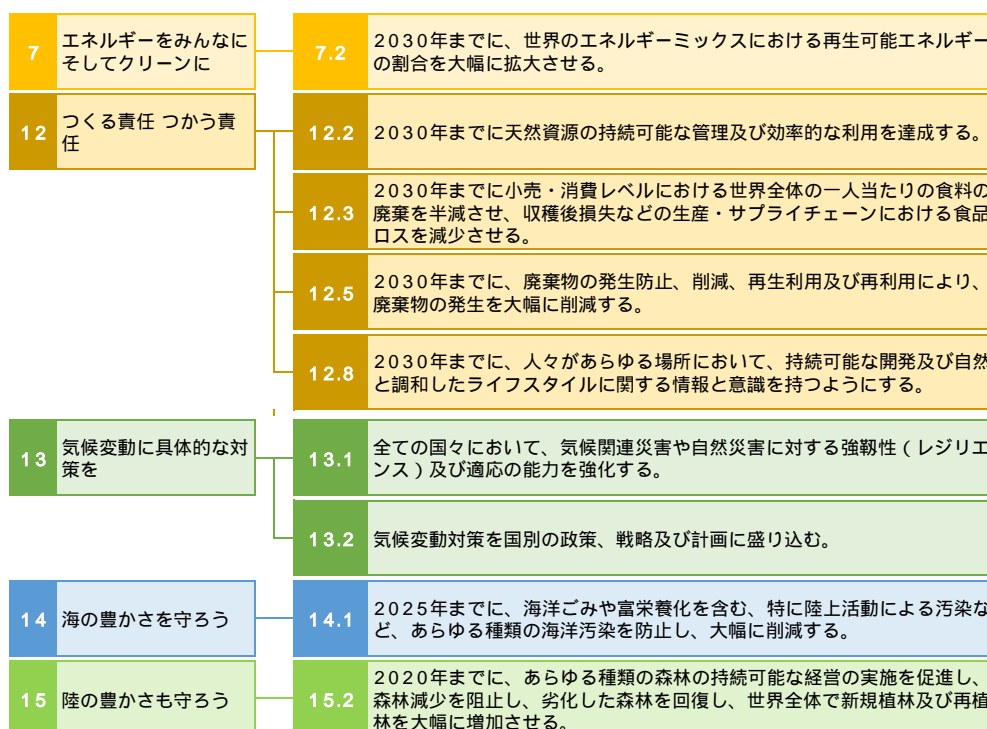 7
エネルギーをみんなに
そしてクリーンに
7.2
2030年までに、世界のエネルギーミックスにおける再生可能エネルギー
の割合を大幅に拡大させる。
12
つくる責任 つかう責
任
12.2
2030年までに天然資源の持続可能な管理及び効率的な利用を達成する。
12.3
2030年までに小売・消費レベルにおける世界全体の一人当たりの食料の
廃棄を半減させ、収穫後損失などの生産・サプライチェーンにおける食品
ロスを減少させる。
12.5
2030年までに、廃棄物の発生防止、削減、再生利用及び再利用により、
廃棄物の発生を大幅に削減する。
12.8
2030年までに、人々があらゆる場所において、持続可能な開発及び自然
と調和したライフスタイルに関する情報と意識を持つようにする。
13
気候変動に具体的な対
策を
13.1
全ての国々において、気候関連災害や自然災害に対する強靱性(レジリエ
ンス)及び適応の能力を強化する。
13.2
気候変動対策を国別の政策、戦略及び計画に盛り込む。
14
海の豊かさを守ろう
14.1
2025年までに、海洋ごみや富栄養化を含む、特に陸上活動による汚染な
ど、あらゆる種類の海洋汚染を防止し、大幅に削減する。
15
陸の豊かさも守ろう
15.2
2020年までに、あらゆる種類の森林の持続可能な経営の実施を促進し、
森林減少を阻止し、劣化した森林を回復し、世界全体で新規植林及び再植
林を大幅に増加させる。